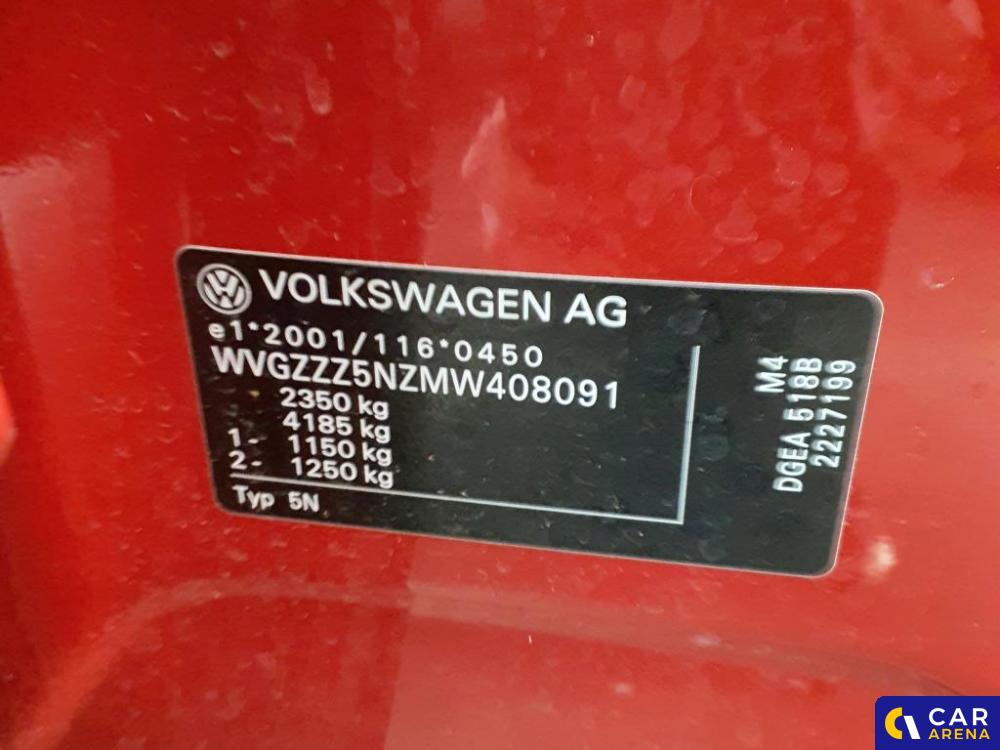 VOLKSWAGEN AG
e1*2001/116*0450
WVGZZZ5NZMW408091
2350 kg
4185 kg
1- 1150 kg
2- 1250 kg
Typ 5N
M4
DGEA 518B
2227199
CAR
ARENA